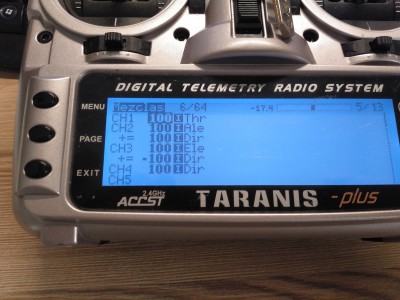 DIGITAL TELEMETRY RADIO SYSTEM
MENU
PAGE
EXIT
Mezclas 6/64 -17.4 5/13
CH1 100 I Thr
CH2 100 I Ale
+= 100 I Dir
CH3 100 I Ele
+= -100 I Dir
CH4 100 I Dir
CH5
2.4GHz
ACCST TARANIS -plus